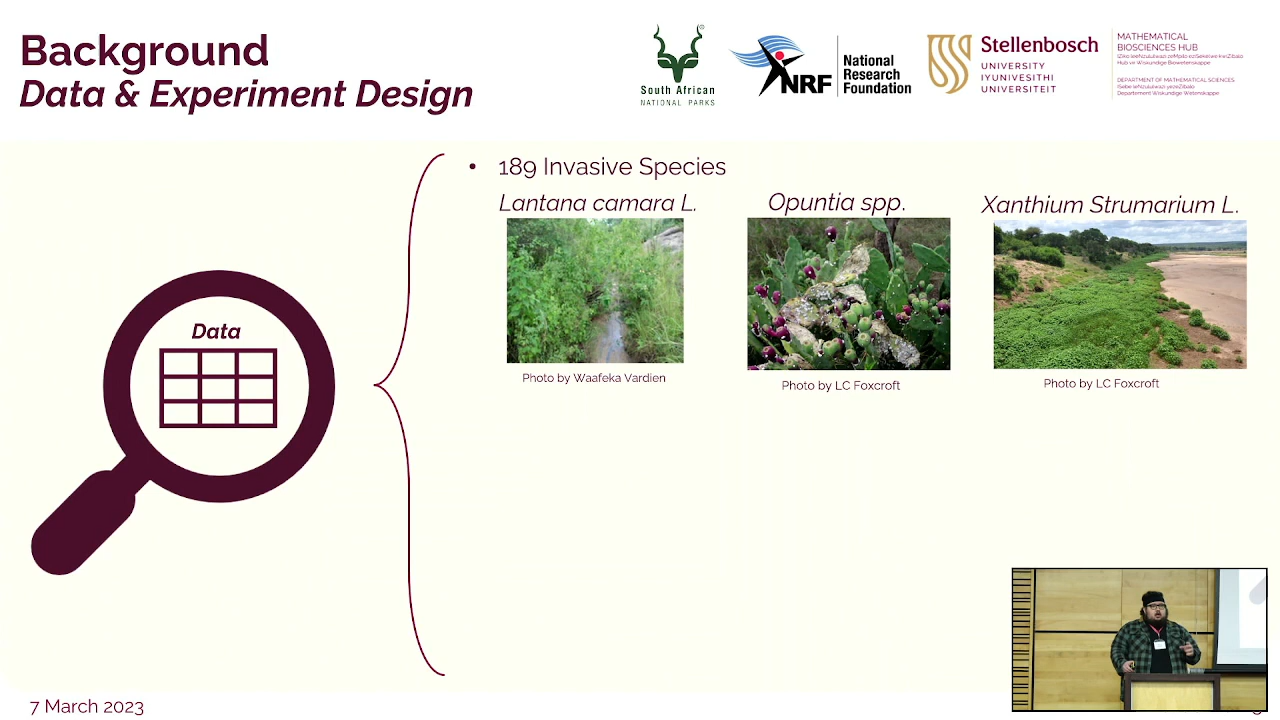 Background
Data & Experiment Design
South African
NATIONAL PARKS
NRF
National
Research
Foundation
Stellenbosch
UNIVERSITY
IYUNIVESITHI
UNIVERSITEIT
MATHEMATICAL
BIOSCIENCES HUB
DEPARTMENT OF MATHEMATICAL SCIENCES
• 189 Invasive Species
Lantana camara L.
Opuntia spp.
Xanthium Strumarium L.
Photo by Waafeka Vardien
Photo by LC Foxcroft
Photo by LC Foxcroft
Data
7 March 2023